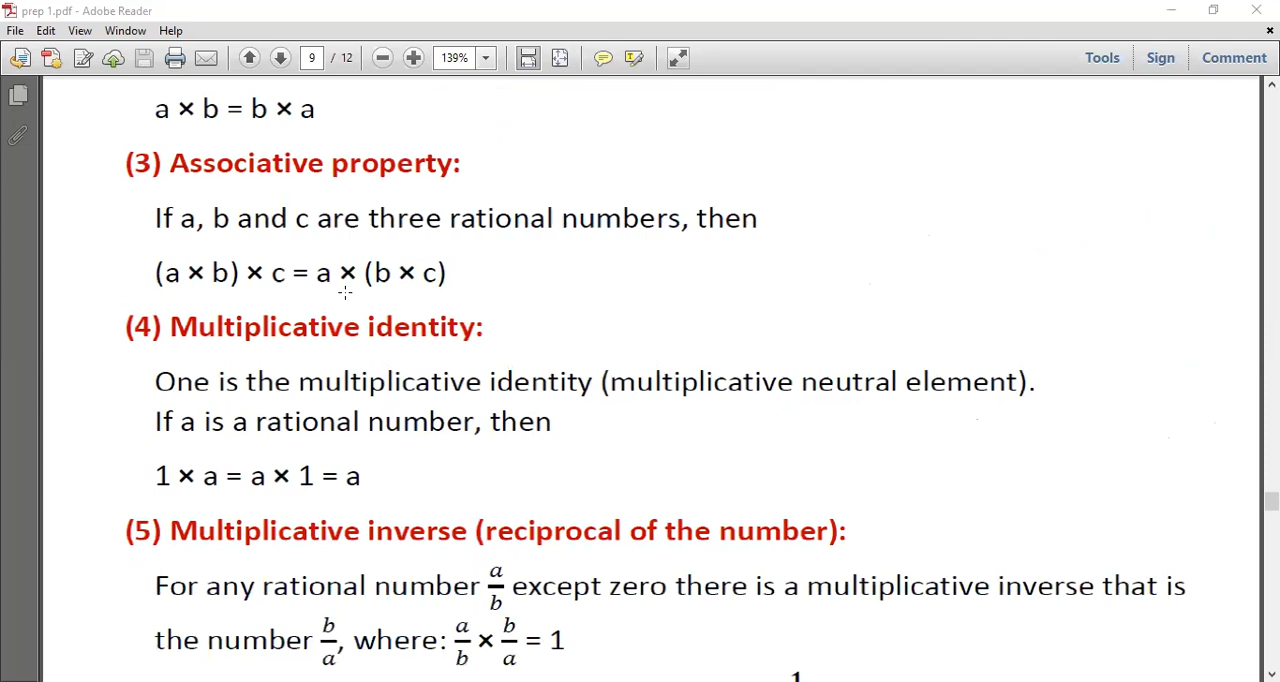 prep 1.pdf - Adobe Reader
File Edit View Window Help
9 / 12 139% Tools Sign Comment
a × b = b × a
(3) Associative property:
If a, b and c are three rational numbers, then
(a × b) × c = a × (b × c)
(4) Multiplicative identity:
One is the multiplicative identity (multiplicative neutral element).
If a is a rational number, then
1 × a = a × 1 = a
(5) Multiplicative inverse (reciprocal of the number):
For any rational number a/b except zero there is a multiplicative inverse that is
the number b/a, where: a/b × b/a = 1
1